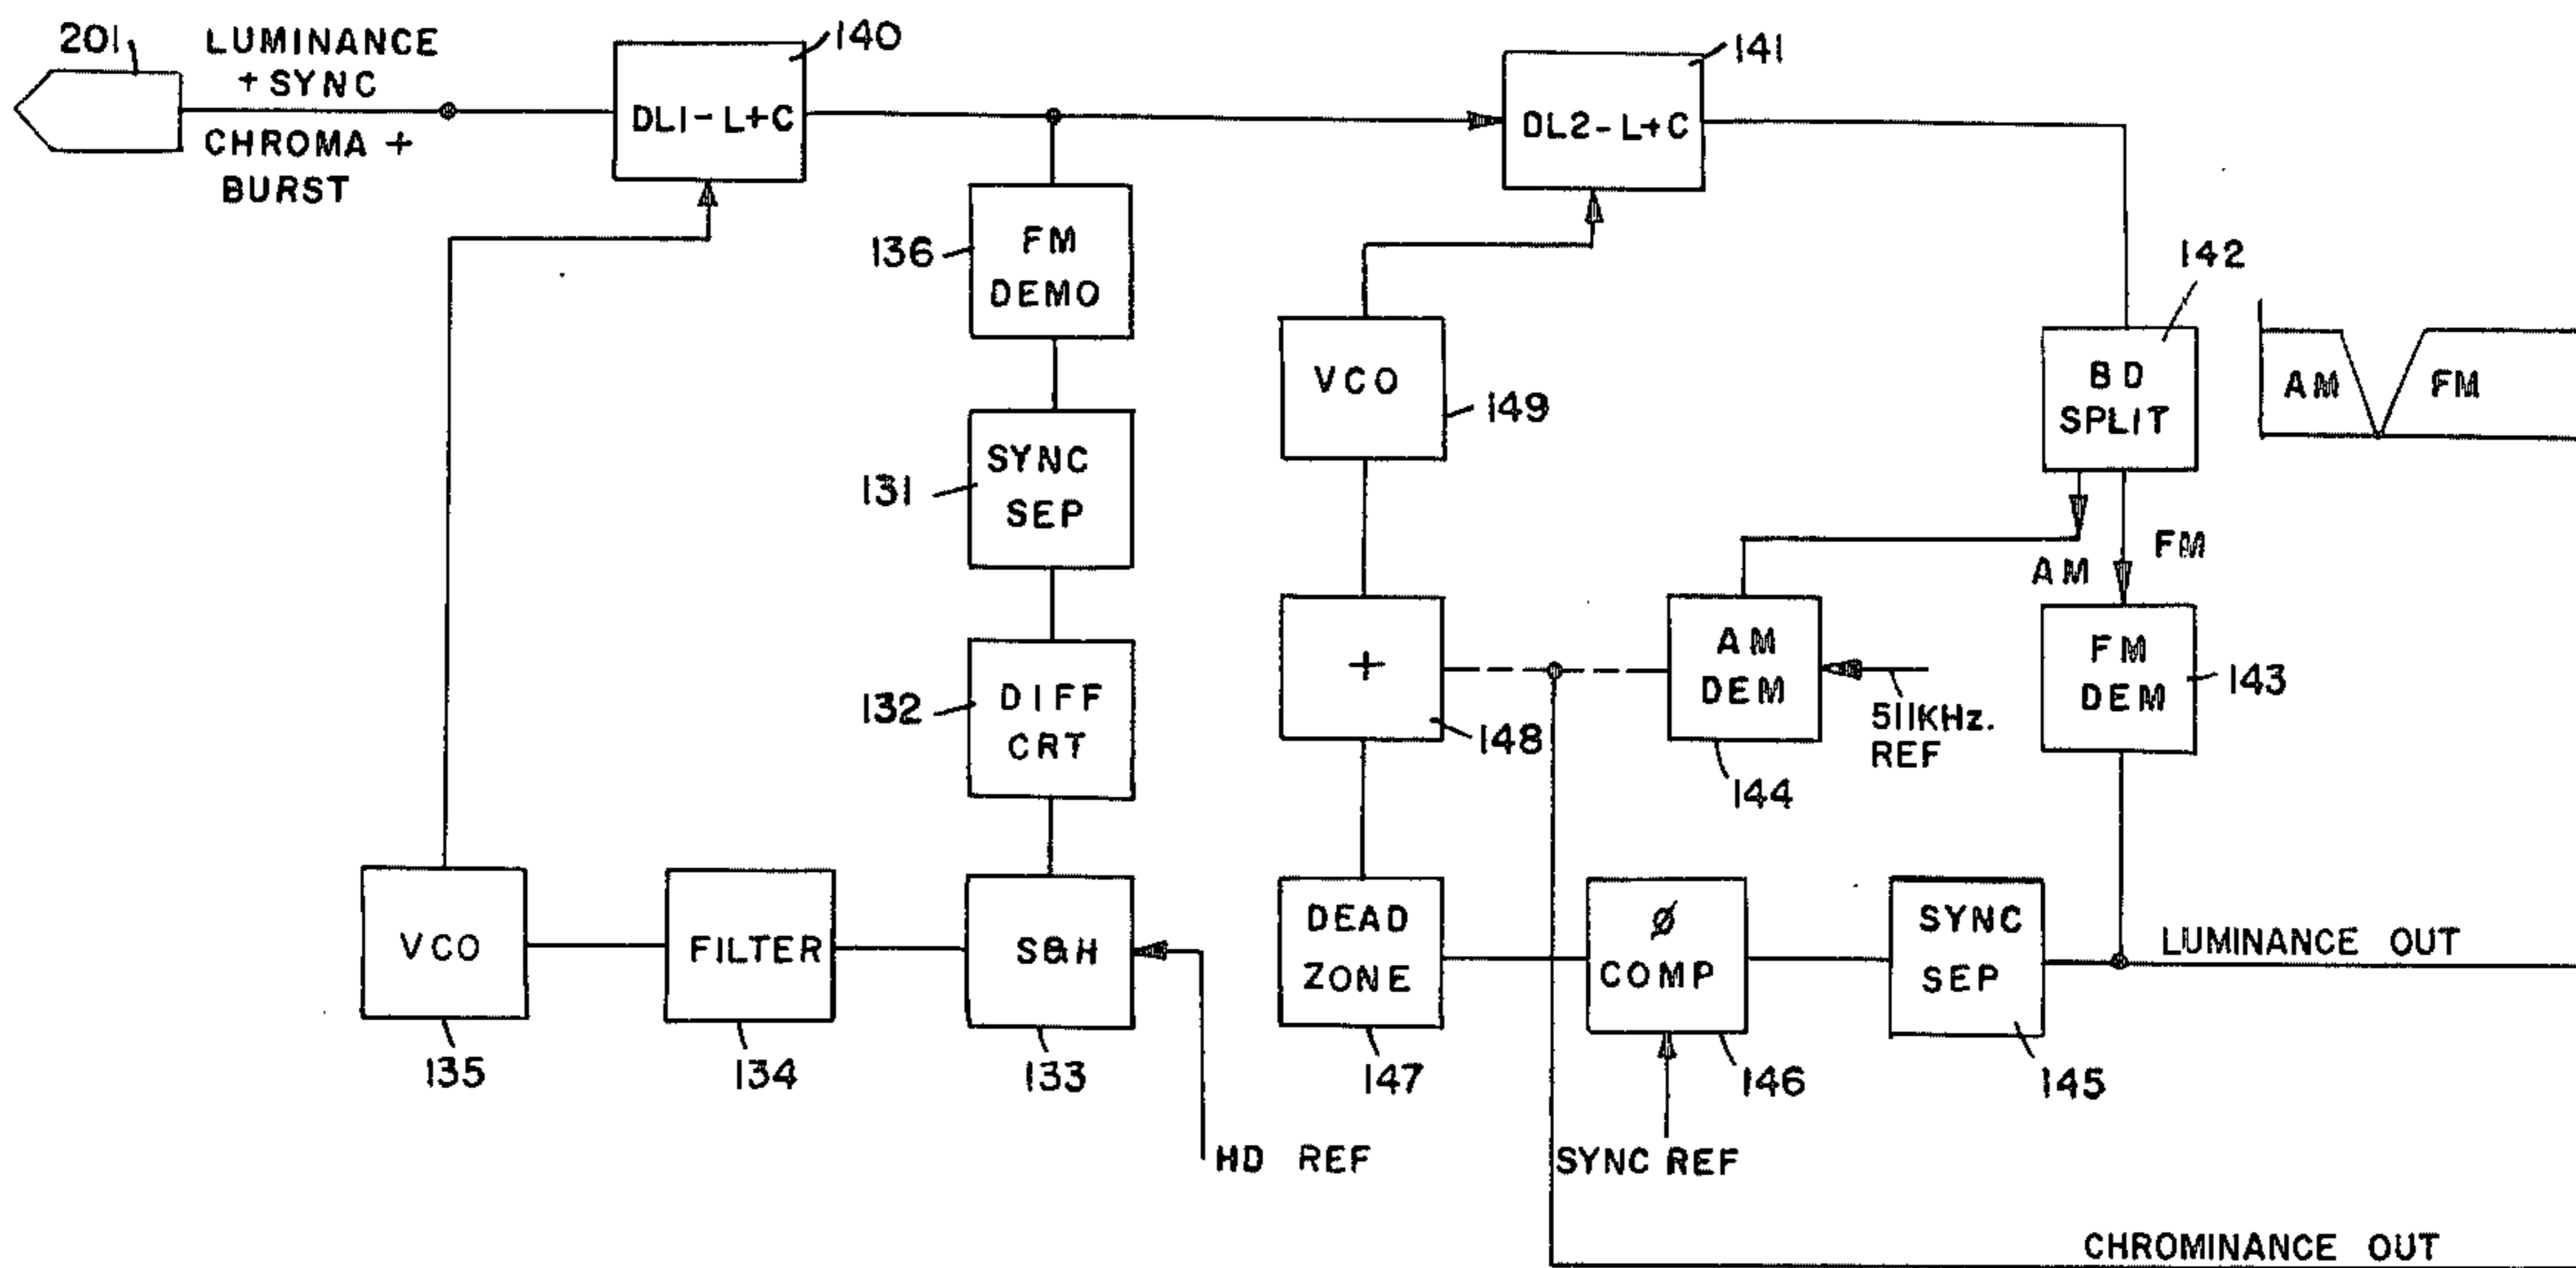 201
LUMINANCE
+ SYNC
CHROMA +
BURST
140
DL1-L+C
141
DL2-L+C
136
FM
DEMO
142
BD
SPLIT
AM
FM
VCO
149
131
SYNC
SEP
AM
FM
+
148
AM
DEM
144
511KHz.
REF
FM
DEM
143
132
DIFF
CRT
VCO
135
FILTER
134
S&H
133
HD REF
DEAD
ZONE
147
Ø
COMP
146
SYNC REF
SYNC
SEP
145
LUMINANCE OUT
CHROMINANCE OUT